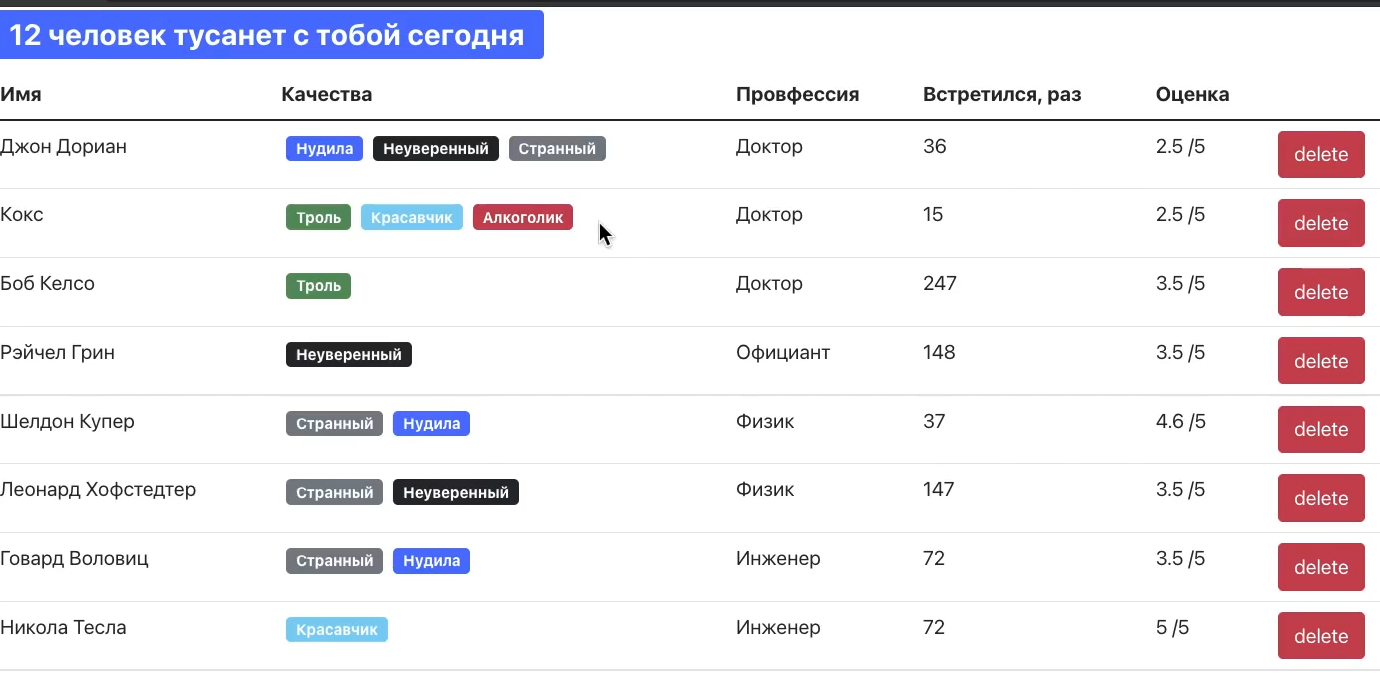 12 человек тусанет с тобой сегодня
Имя Качества Провфессия Встретился, раз Оценка
Джон Дориан Нудила Неуверенный Странный Доктор 36 2.5 /5 delete
Кокс Троль Красавчик Алкоголик Доктор 15 2.5 /5 delete
Боб Келсо Троль Доктор 247 3.5 /5 delete
Рэйчел Грин Неуверенный Официант 148 3.5 /5 delete
Шелдон Купер Странный Нудила Физик 37 4.6 /5 delete
Леонард Хофстедтер Странный Неуверенный Физик 147 3.5 /5 delete
Говард Воловиц Странный Нудила Инженер 72 3.5 /5 delete
Никола Тесла Красавчик Инженер 72 5 /5 delete